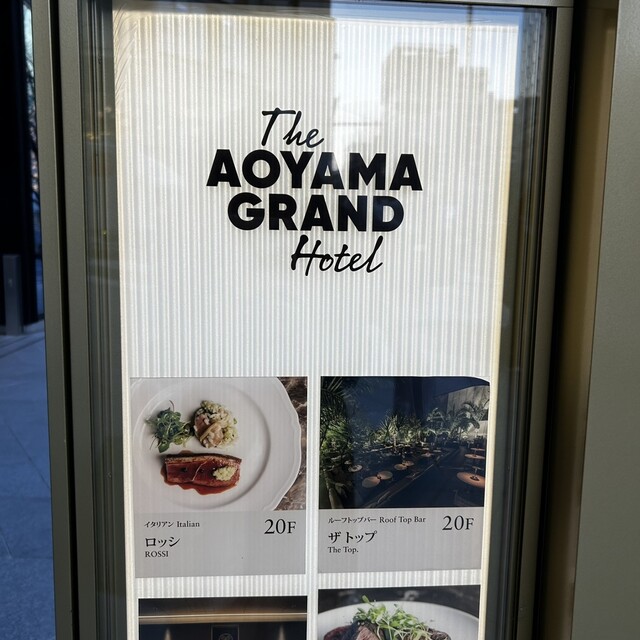 The
AOYAMA
GRAND
Hotel
イタリアン Italian
20F
ロッシ
ROSSI
ルーフトップバー Roof Top Bar
20F
ザ トップ
The Top.